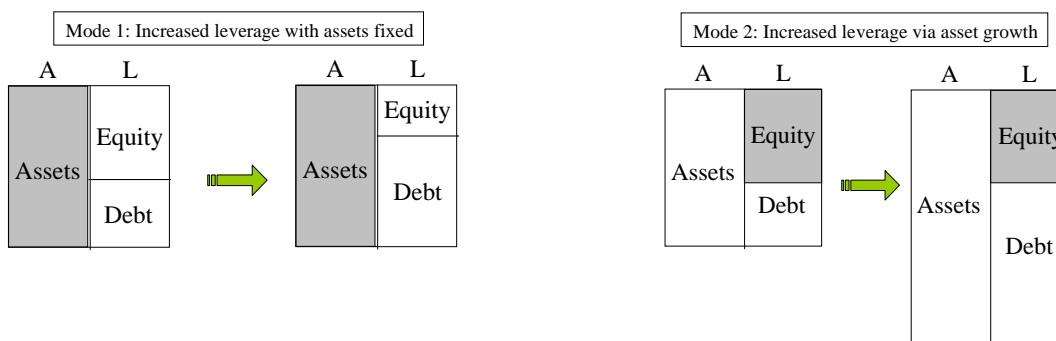 Mode 1: Increased leverage with assets fixed
A L A L
Assets Equity Debt
Assets Equity Debt
Mode 2: Increased leverage via asset growth
A L A L
Assets Equity Debt
Assets Equity Debt